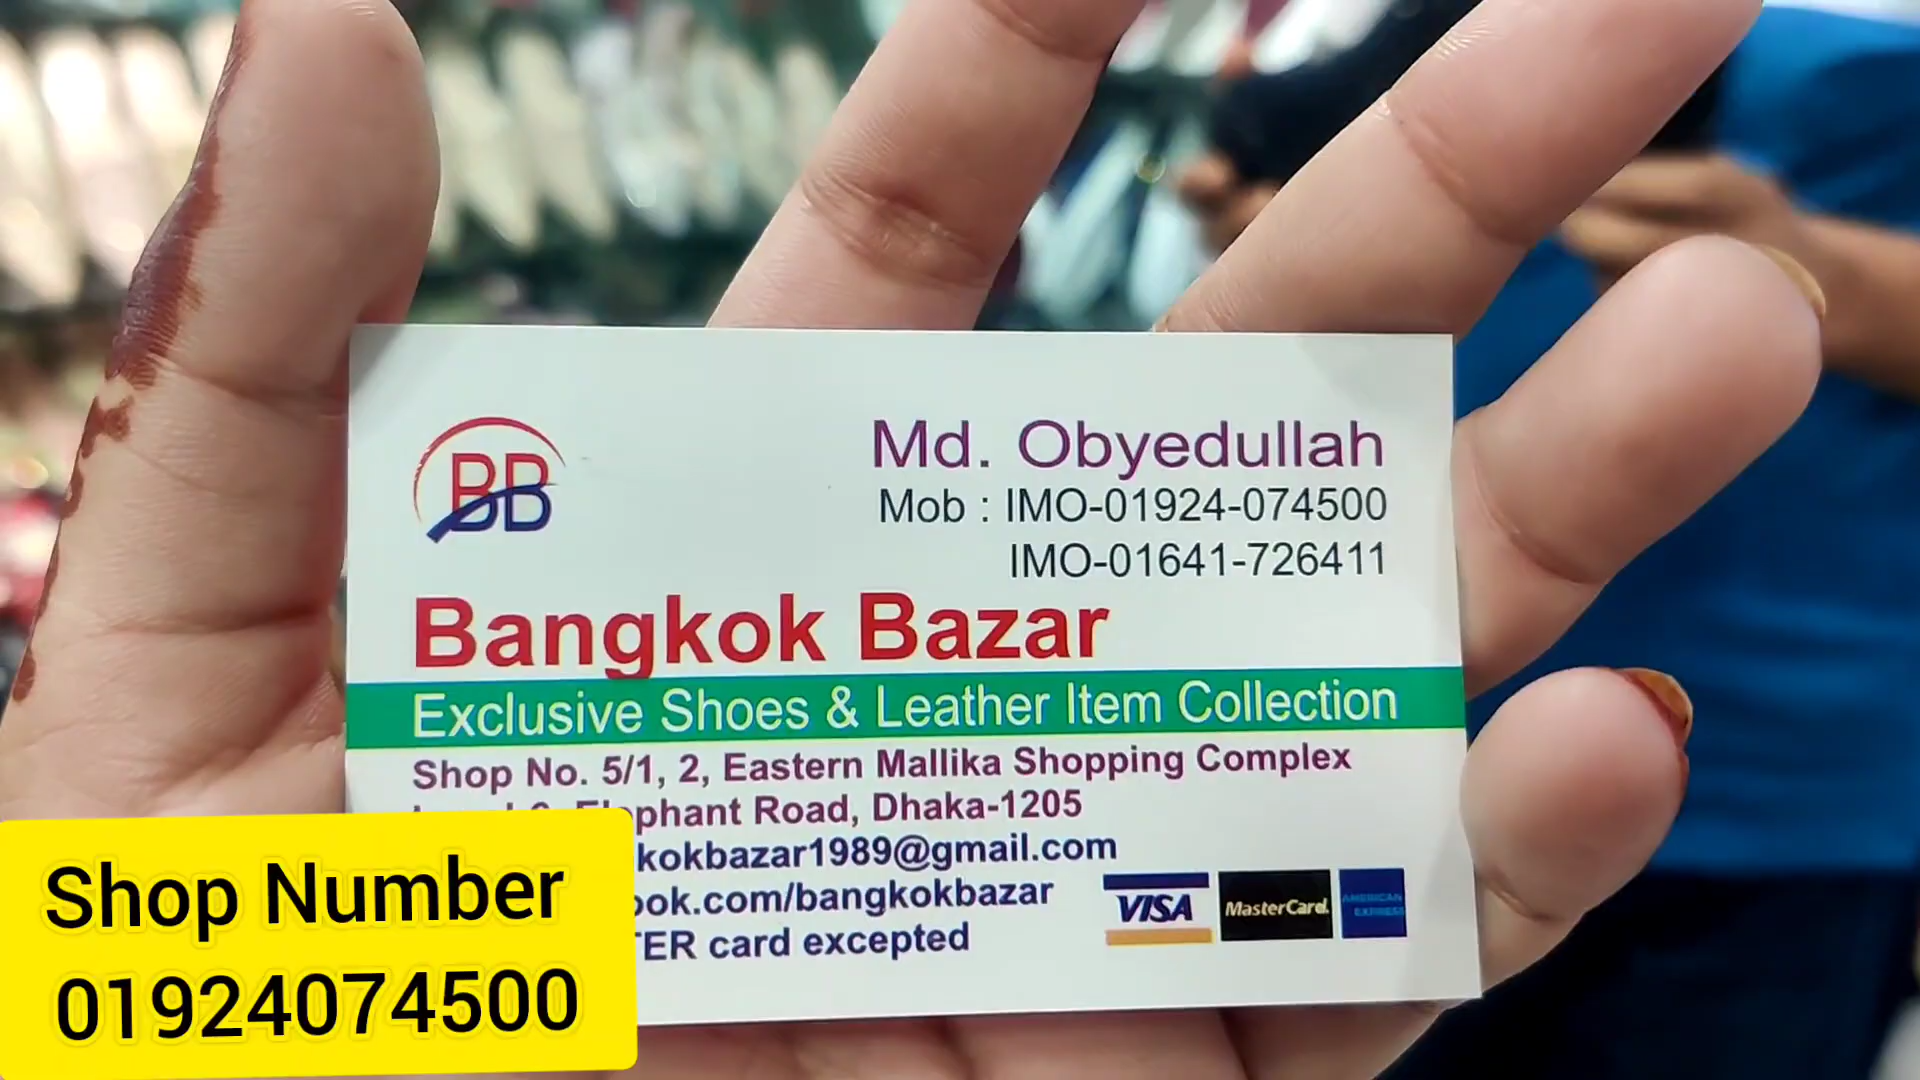 BB
Md. Obyedullah
Mob : IMO-01924-074500
IMO-01641-726411
Bangkok Bazar
Exclusive Shoes & Leather Item Collection
Shop No. 5/1, 2, Eastern Mallika Shopping Complex
Road, Dhaka-1205
kokbazar1989@gmail.com
ook.com/bangkokbazar
TER card excepted
VISA
MasterCard.
AMERICAN
EXPRESS
Shop Number
01924074500